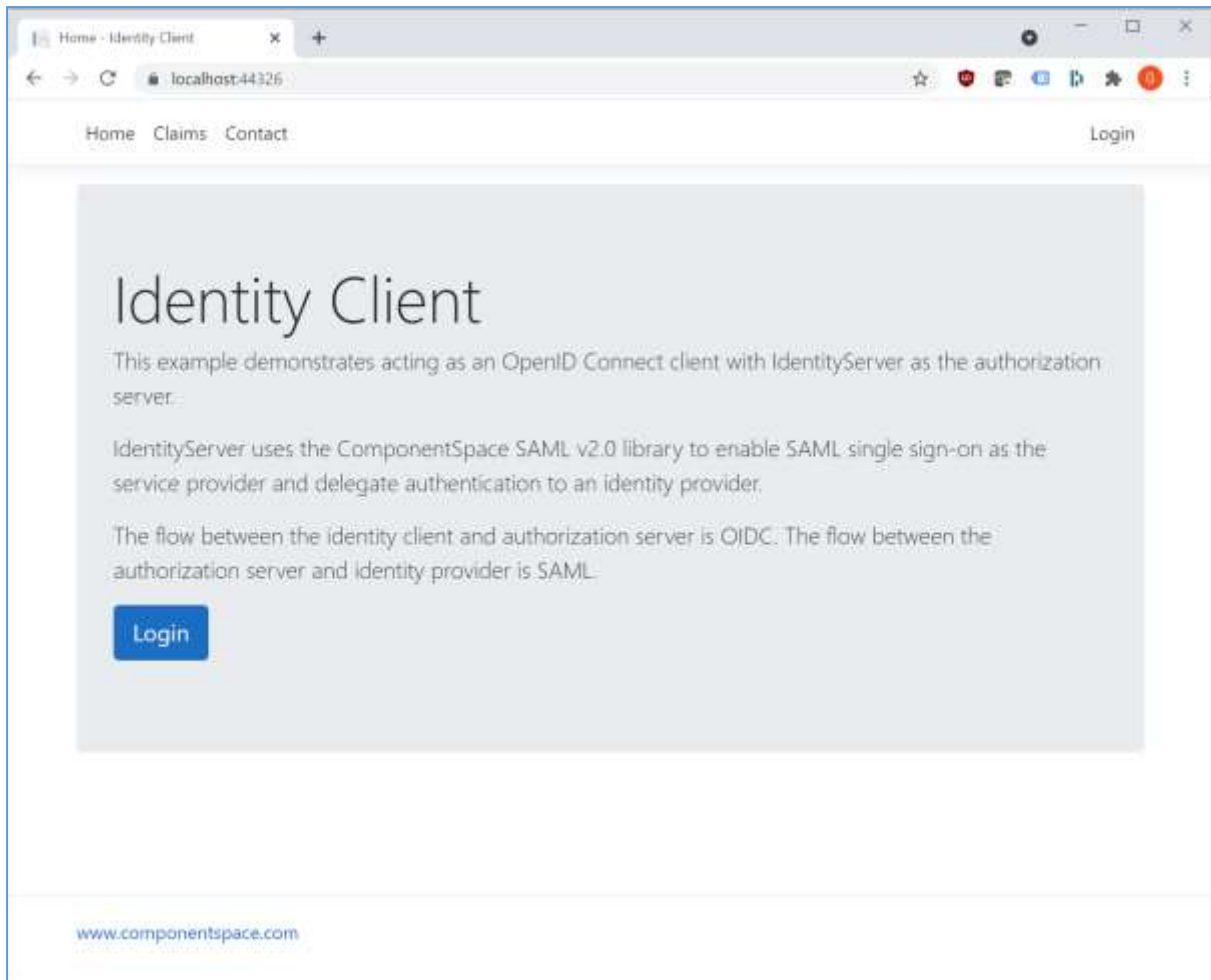 Home - Identity Client
localhost:44326
Home Claims Contact Login
Identity Client
This example demonstrates acting as an OpenID Connect client with IdentityServer as the authorization
server.
IdentityServer uses the ComponentSpace SAML v2.0 library to enable SAML single sign-on as the
service provider and delegate authentication to an identity provider.
The flow between the identity client and authorization server is OIDC. The flow between the
authorization server and identity provider is SAML.
Login
www.componentspace.com